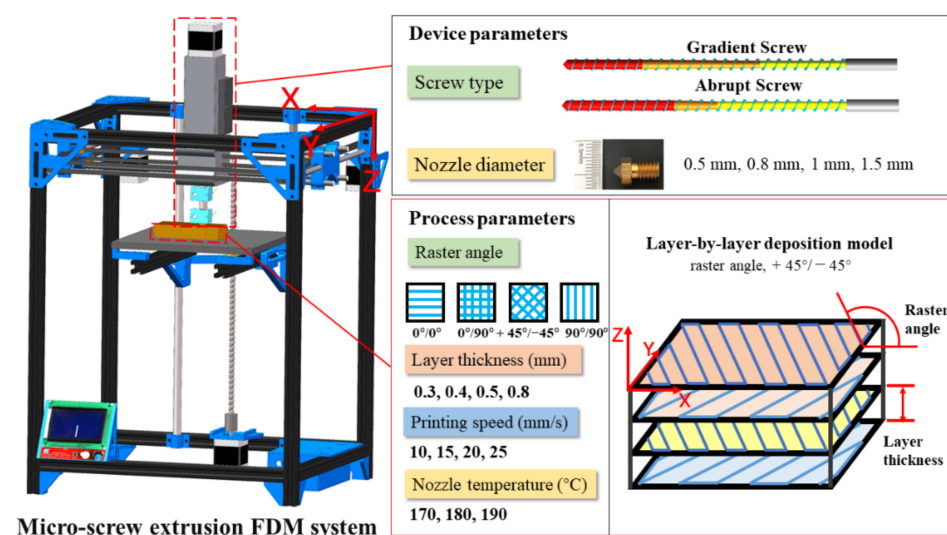 Device parameters
Screw type
Gradient Screw
Abrupt Screw
Nozzle diameter
0.5 mm, 0.8 mm, 1 mm, 1.5 mm
X
Y
Z
Process parameters
Raster angle
0°/0° 0°/90° + 45°/−45° 90°/90°
Layer thickness (mm)
0.3, 0.4, 0.5, 0.8
Printing speed (mm/s)
10, 15, 20, 25
Nozzle temperature (°C)
170, 180, 190
Layer-by-layer deposition model
raster angle, + 45°/− 45°
Raster
angle
Z
Y
X
Layer
thickness
Micro-screw extrusion FDM system